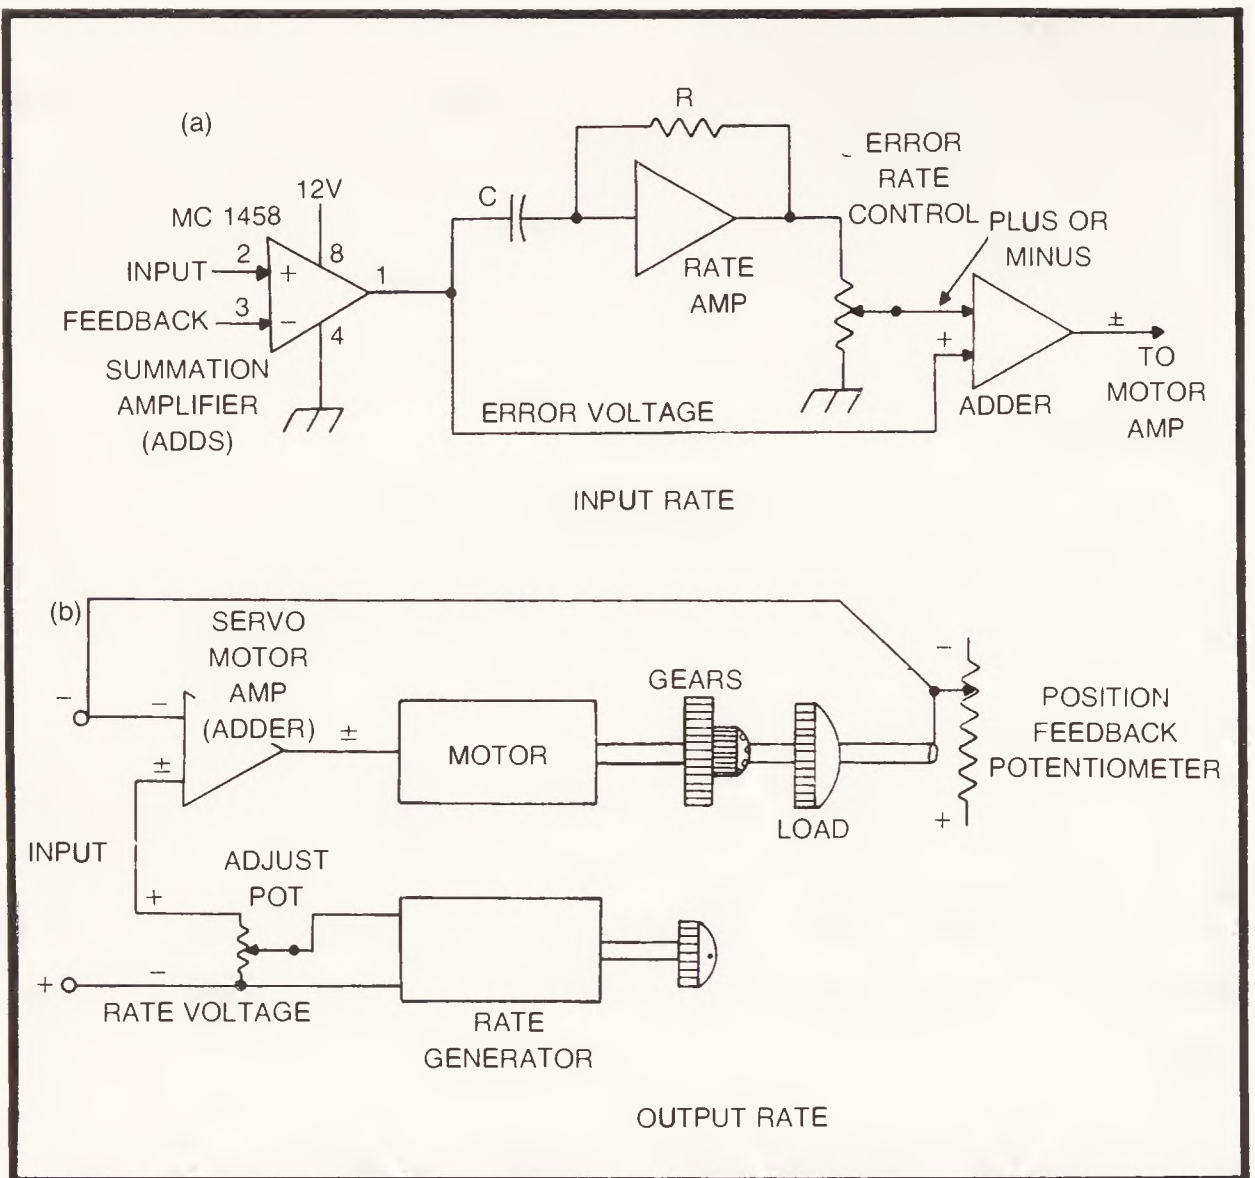 (a)
R
C
12V
MC 1458
8
2
INPUT
+
1
3
FEEDBACK
−
4
SUMMATION
AMPLIFIER
(ADDS)
RATE
AMP
ERROR
RATE
CONTROL
PLUS OR
MINUS
+
±
TO
MOTOR
AMP
ADDER
ERROR VOLTAGE
INPUT RATE
(b)
SERVO
MOTOR
AMP
(ADDER)
−
−
±
±
MOTOR
GEARS
LOAD
−
POSITION
FEEDBACK
POTENTIOMETER
+
INPUT
ADJUST
POT
+
−
+
RATE VOLTAGE
RATE
GENERATOR
OUTPUT RATE